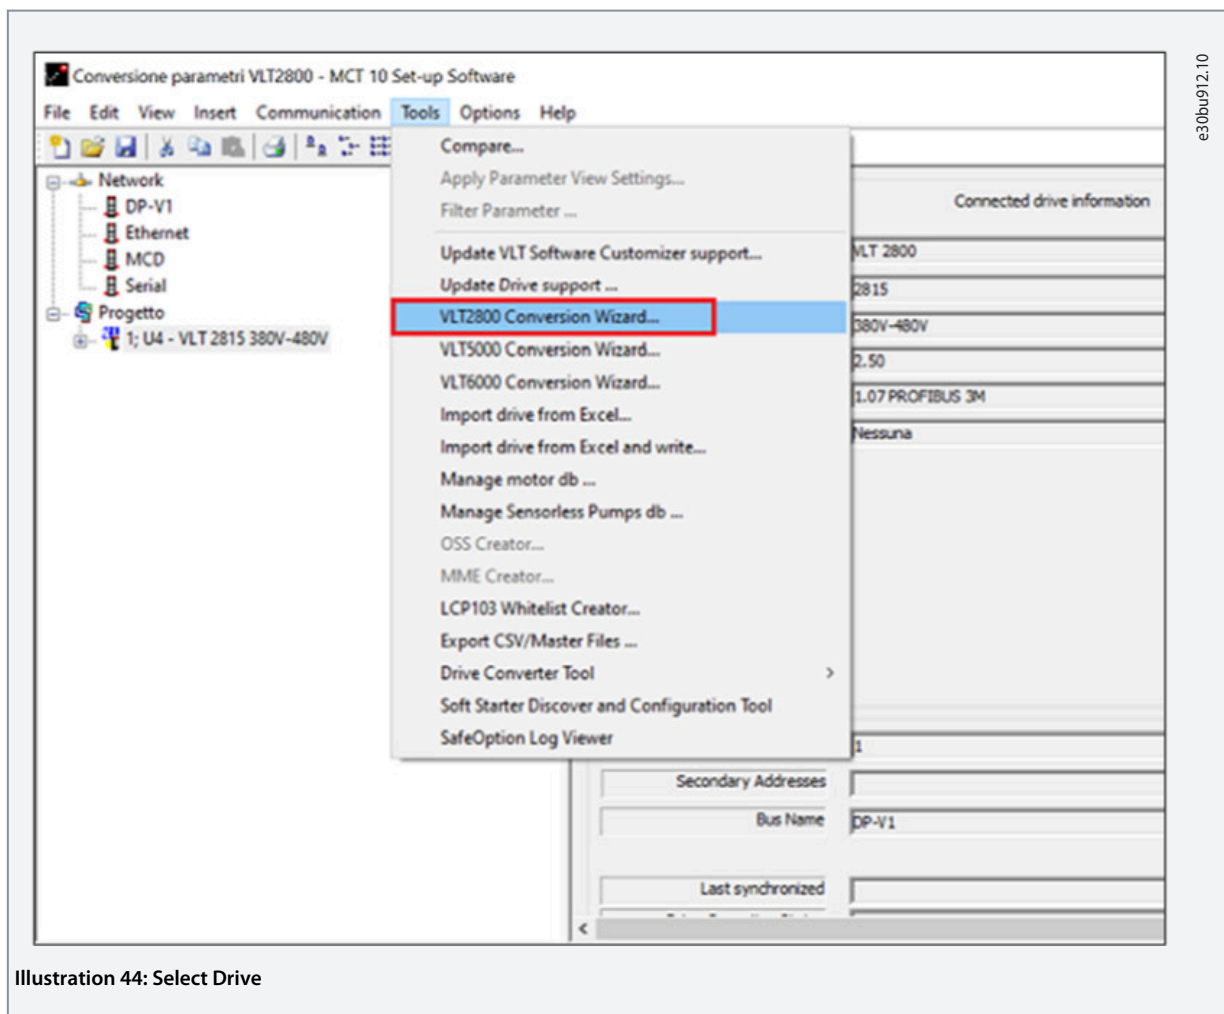 e30bu912.10
Conversione parametri VLT2800 - MCT 10 Set-up Software
File Edit View Insert Communication Tools Options Help
Network
DP-V1
Ethernet
MCD
Serial
Progetto
1; U4 - VLT 2815 380V-480V
Compare...
Apply Parameter View Settings...
Filter Parameter ...
Update VLT Software Customizer support...
Update Drive support ...
VLT2800 Conversion Wizard...
VLT5000 Conversion Wizard...
VLT6000 Conversion Wizard...
Import drive from Excel...
Import drive from Excel and write...
Manage motor db ...
Manage Sensorless Pumps db ...
OSS Creator...
MME Creator...
LCP103 Whitelist Creator...
Export CSV/Master Files ...
Drive Converter Tool
Soft Starter Discover and Configuration Tool
SafeOption Log Viewer
Connected drive information
VLT 2800
2815
380V-480V
2.50
1.07 PROFIBUS 3M
Nessuna
1
Secondary Addresses
Bus Name DP-V1
Last synchronized
Illustration 44: Select Drive